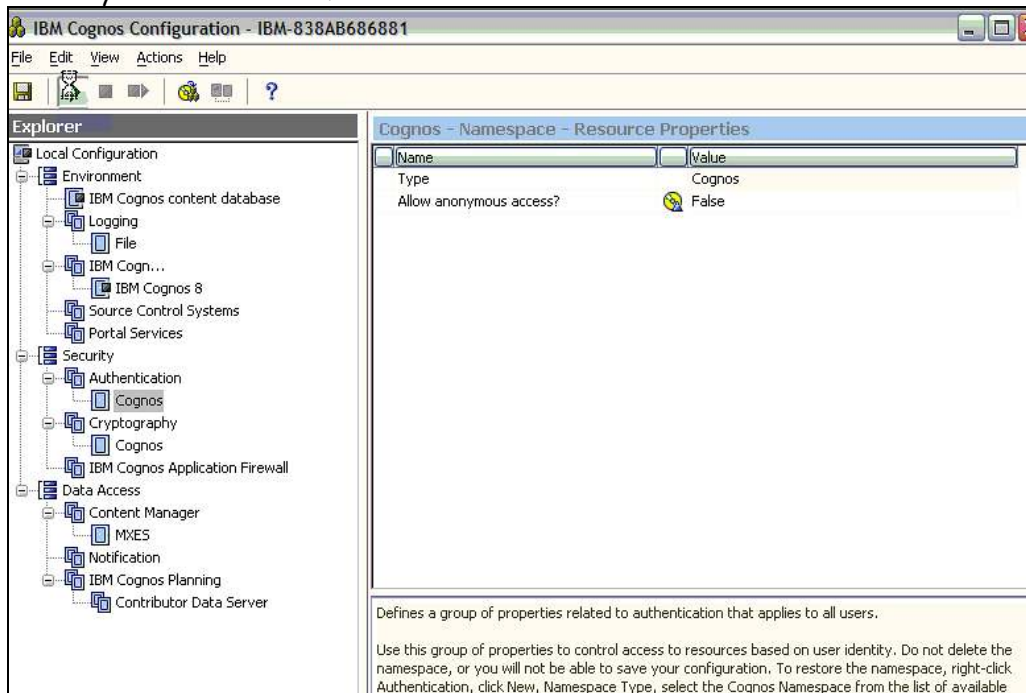 IBM Cognos Configuration - IBM-838AB686881
File Edit View Actions Help
?
Explorer
Local Configuration
Environment
IBM Cognos content database
Logging
File
IBM Cogn...
IBM Cognos 8
Source Control Systems
Portal Services
Security
Authentication
Cognos
Cryptography
Cognos
IBM Cognos Application Firewall
Data Access
Content Manager
MXES
Notification
IBM Cognos Planning
Contributor Data Server
Cognos - Namespace - Resource Properties
Name Value
Type Cognos
Allow anonymous access? False
Defines a group of properties related to authentication that applies to all users.
Use this group of properties to control access to resources based on user identity. Do not delete the
namespace, or you will not be able to save your configuration. To restore the namespace, right-click
Authentication, click New, Namespace Type, select the Cognos Namespace from the list of available